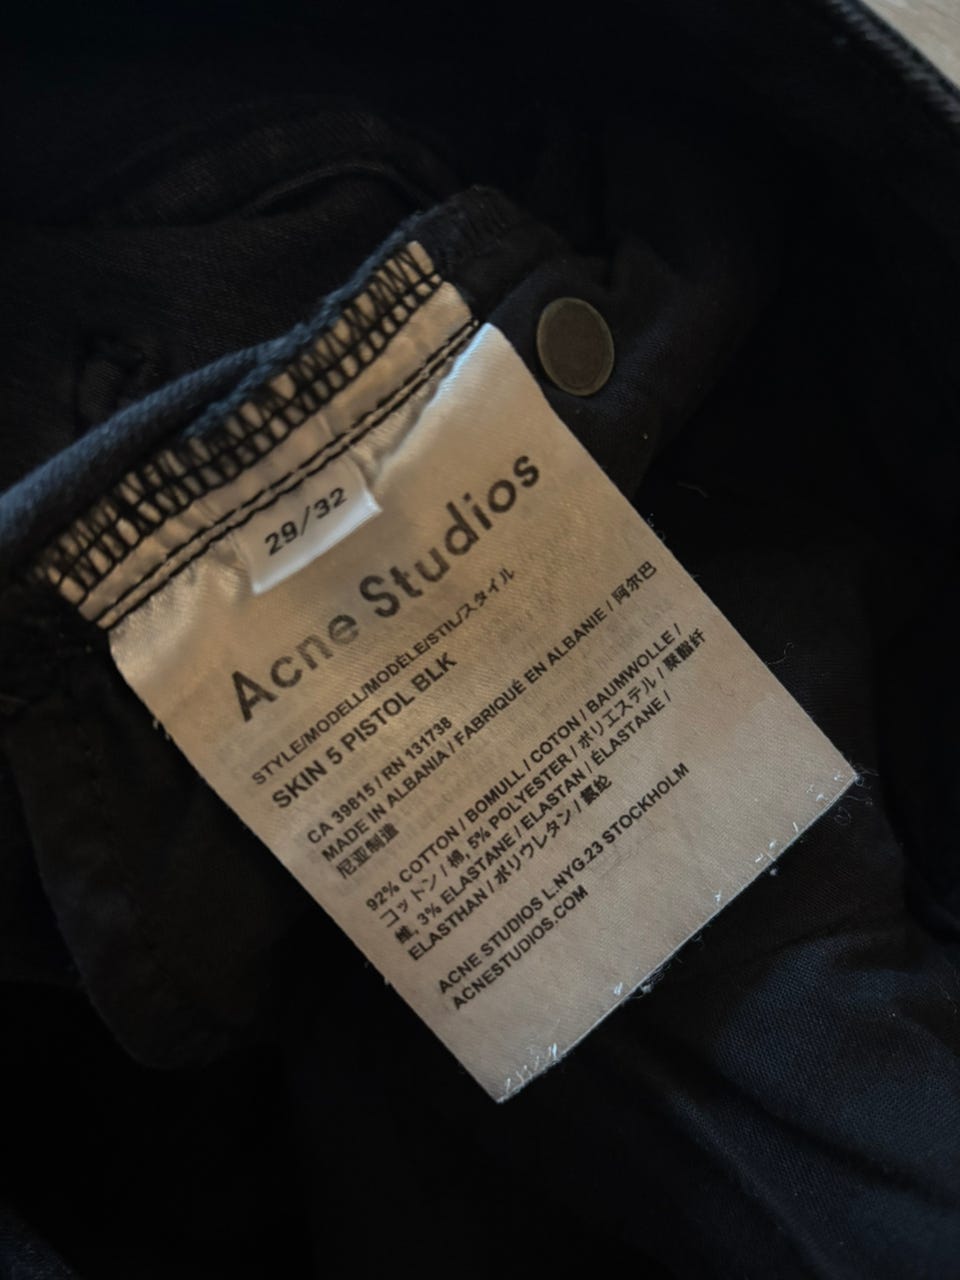 29/32
Acne Studios
STYLE/MODELL/MODÈLE/STIL/スタイル
SKIN 5 PISTOL BLK
CA 39815 / RN 131738
MADE IN ALBANIA / FABRIQUÉ EN ALBANIE / 阿尔巴
尼亚制造
92% COTTON / BOMULL / COTON / BAUMWOLLE /
コットン / 棉, 5% POLYESTER / ポリエステル / 聚酯纤
维, 3% ELASTANE / ELASTAN / ÉLASTANE /
ELASTHAN / ポリウレタン / 氨纶
ACNE STUDIOS L.NYG.23 STOCKHOLM
ACNESTUDIOS.COM